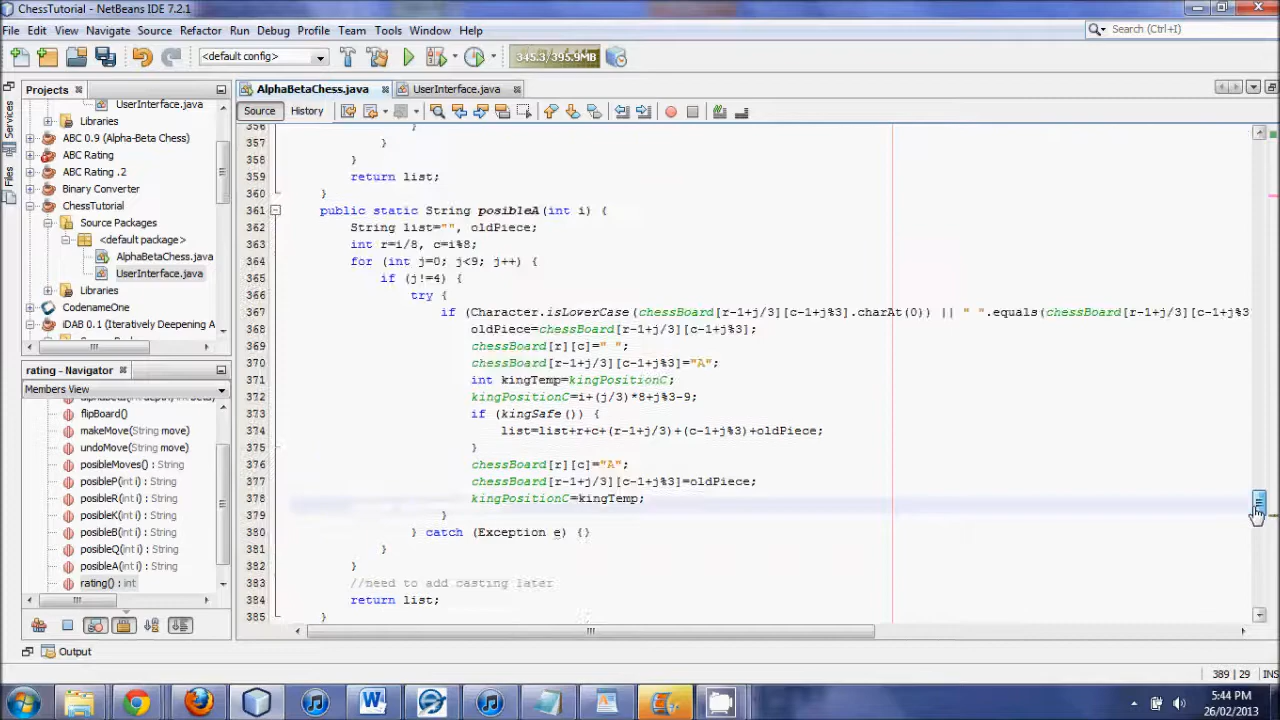 ChessTutorial - NetBeans IDE 7.2.1
File Edit View Navigate Source Refactor Run Debug Profile Team Tools Window Help
Search (Ctrl+I)
<default config>
345.3/395.9MB
Projects
AlphaBetaChess.java
UserInterface.java
Source
History
Services
Files
UserInterface.java
Libraries
ABC 0.9 (Alpha-Beta Chess)
ABC Rating
ABC Rating .2
Binary Converter
ChessTutorial
Source Packages
<default package>
AlphaBetaChess.java
UserInterface.java
Libraries
CodenameOne
iDAB 0.1 (Iteratively Deepening A
rating - Navigator
Members View
flipBoard()
makeMove(String move)
undoMove(String move)
posibleMoves() : String
posibleP(int i) : String
posibleR(int i) : String
posibleK(int i) : String
posibleB(int i) : String
posibleQ(int i) : String
posibleA(int i) : String
rating() : int
356 }
357 }
358 }
359 return list;
360 }
361 public static String posibleA(int i) {
362 String list="", oldPiece;
363 int r=i/8, c=i%8;
364 for (int j=0; j<9; j++) {
365 if (j!=4) {
366 try {
367 if (Character.isLowerCase(chessBoard[r-1+j/3][c-1+j%3].charAt(0)) || " ".equals(chessBoard[r-1+j/3][c-1+j%3
368 oldPiece=chessBoard[r-1+j/3][c-1+j%3];
369 chessBoard[r][c]=" ";
370 chessBoard[r-1+j/3][c-1+j%3]="A";
371 int kingTemp=kingPositionC;
372 kingPositionC=i+(j/3)*8+j%3-9;
373 if (kingSafe()) {
374 list=list+r+c+(r-1+j/3)+(c-1+j%3)+oldPiece;
375 }
376 chessBoard[r][c]="A";
377 chessBoard[r-1+j/3][c-1+j%3]=oldPiece;
378 kingPositionC=kingTemp;
379 }
380 } catch (Exception e) {}
381 }
382 }
383 //need to add casting later
384 return list;
385 }
Output
389 | 29 INS
5:44 PM
26/02/2013